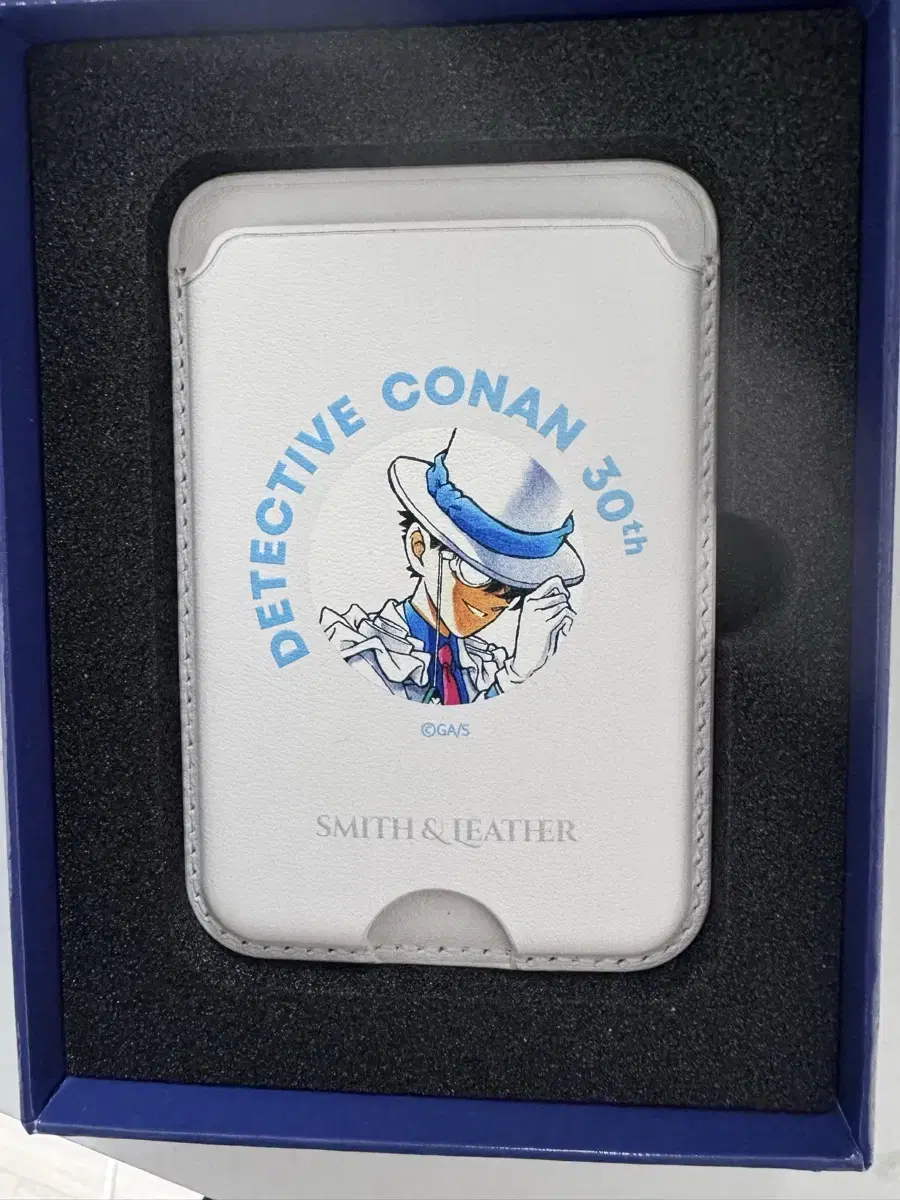 DETECTIVE CONAN 30th
©GA/S
SMITH & LEATHER